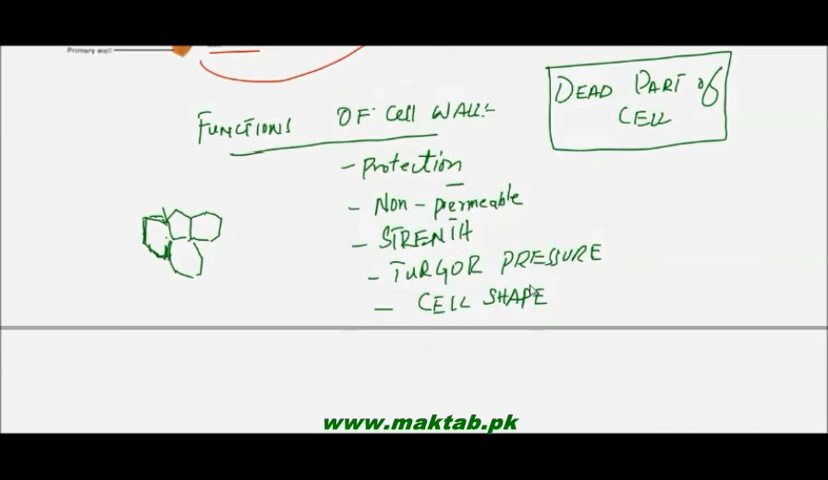 Primary wall
DEAD PART of
CELL
FUNCTIONS OF Cell WALL:
- Protection
- Non-permeable
- STRENTH
- TURGOR PRESSURE
- CELL SHAPE
www.maktab.pk